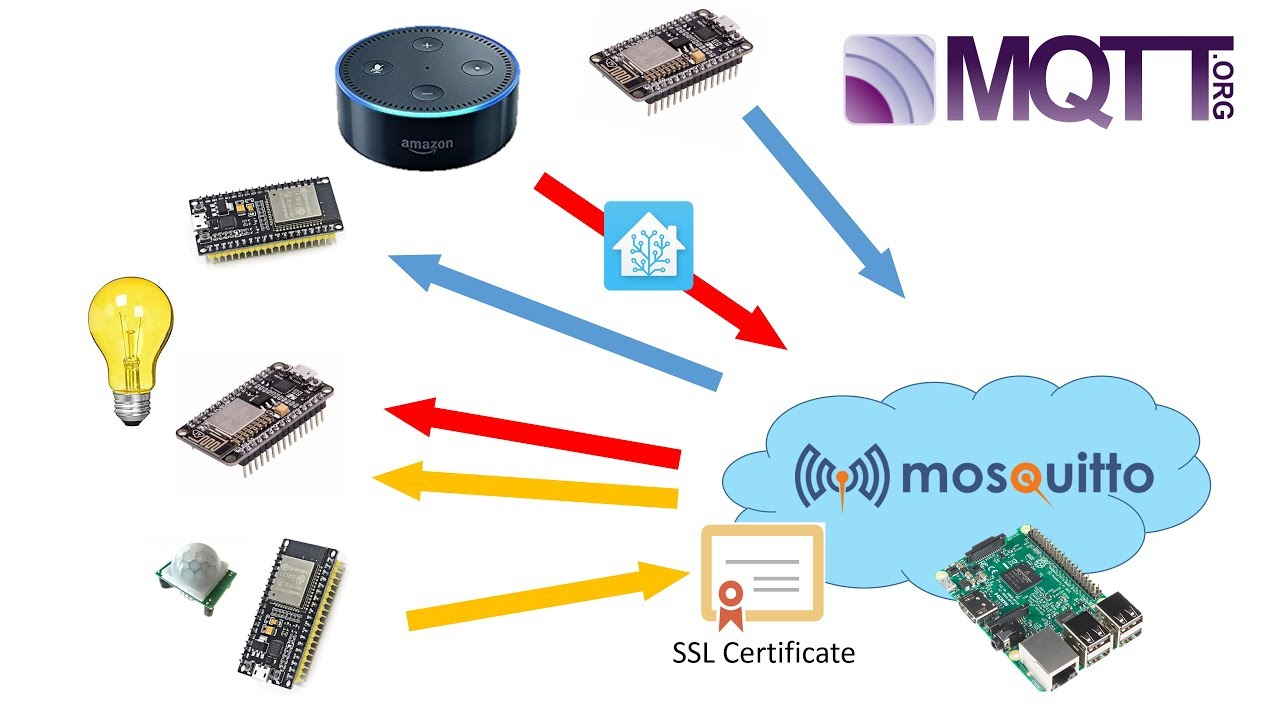 amazon
MQTT
.ORG
mosquitto
SSL Certificate